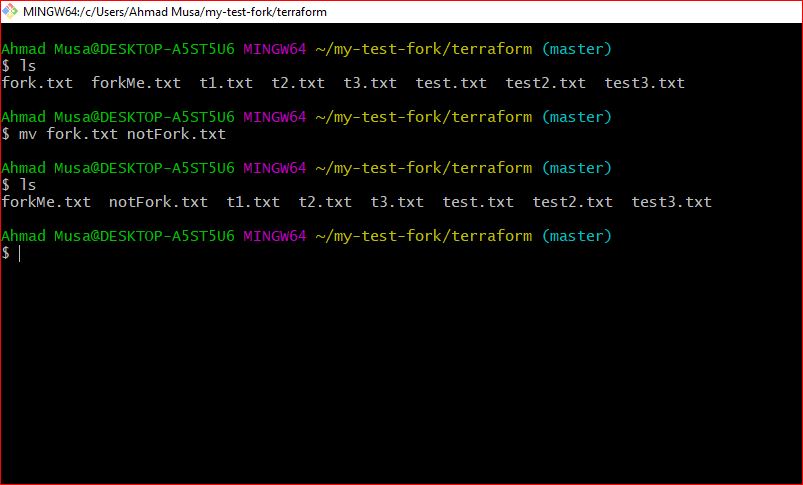 MINGW64:/c/Users/Ahmad Musa/my-test-fork/terraform
Ahmad Musa@DESKTOP-A5ST5U6 MINGW64 ~/my-test-fork/terraform (master)
$ ls
fork.txt  forkMe.txt  t1.txt  t2.txt  t3.txt  test.txt  test2.txt  test3.txt
Ahmad Musa@DESKTOP-A5ST5U6 MINGW64 ~/my-test-fork/terraform (master)
$ mv fork.txt notFork.txt
Ahmad Musa@DESKTOP-A5ST5U6 MINGW64 ~/my-test-fork/terraform (master)
$ ls
forkMe.txt  notFork.txt  t1.txt  t2.txt  t3.txt  test.txt  test2.txt  test3.txt
Ahmad Musa@DESKTOP-A5ST5U6 MINGW64 ~/my-test-fork/terraform (master)
$